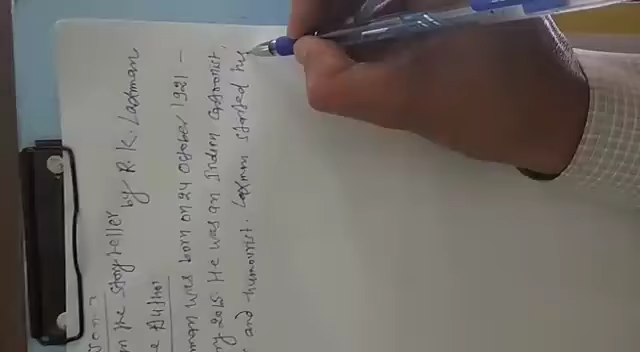 n the storyteller by R. K. Laxman
e Author
man was born on 24 October 1921 -
ry 2015. He was an Indian Cartoonist,
and humourist. Laxman started h